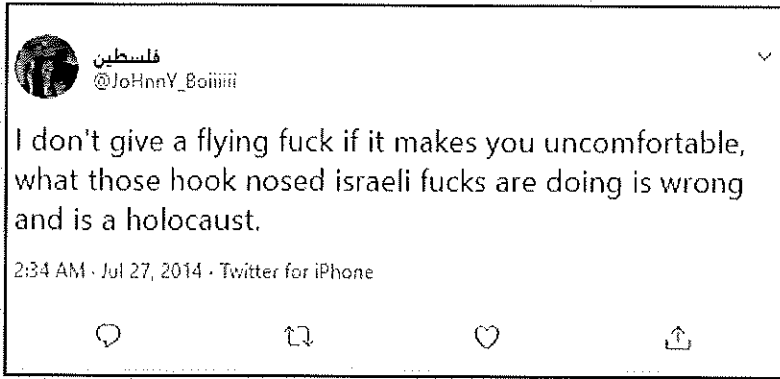 فلسطين
@JoHnnY_Boiiiiii
I don't give a flying fuck if it makes you uncomfortable,
what those hook nosed israeli fucks are doing is wrong
and is a holocaust.
2:34 AM · Jul 27, 2014 · Twitter for iPhone